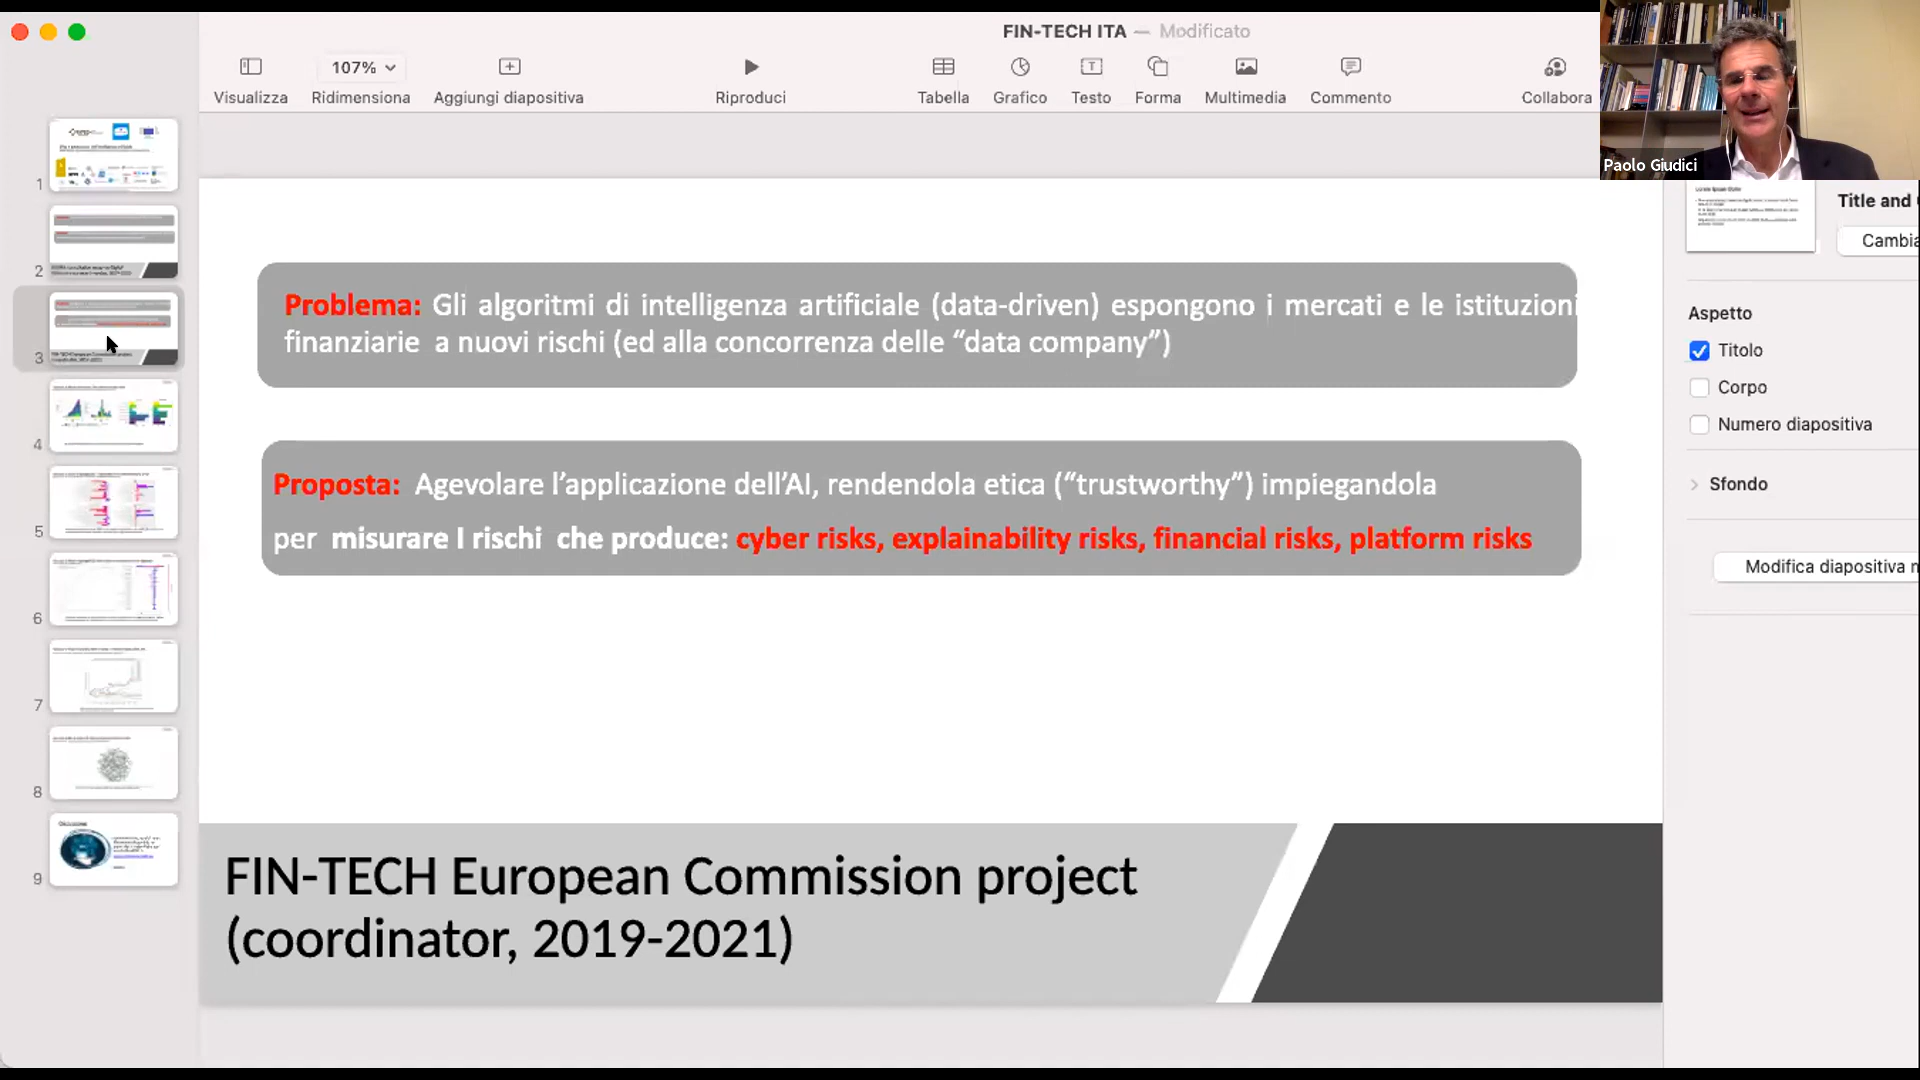 FIN-TECH ITA — Modificato
107%
Visualizza
Ridimensiona
Aggiungi diapositiva
Riproduci
Tabella
Grafico
Testo
Forma
Multimedia
Commento
Collabora
Paolo Giudici
1
2
3
4
5
6
7
8
9
Problema: Gli algoritmi di intelligenza artificiale (data-driven) espongono i mercati e le istituzioni
finanziarie a nuovi rischi (ed alla concorrenza delle “data company”)
Proposta: Agevolare l’applicazione dell’AI, rendendola etica (“trustworthy”) impiegandola
per misurare I rischi che produce: cyber risks, explainability risks, financial risks, platform risks
FIN-TECH European Commission project
(coordinator, 2019-2021)
Title and
Cambia
Aspetto
Titolo
Corpo
Numero diapositiva
Sfondo
Modifica diapositiva